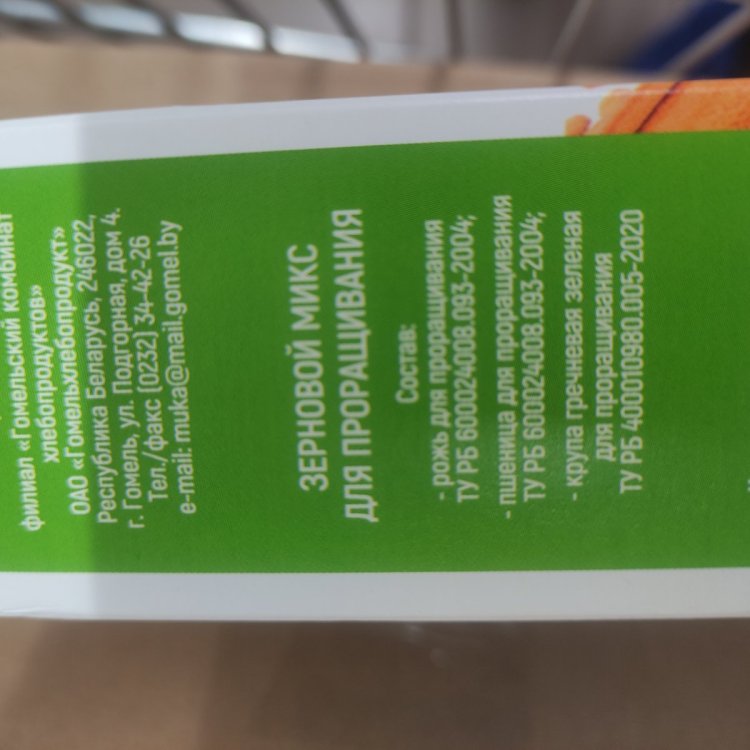 филиал «Гомельский комбинат
хлебопродуктов»
ОАО «Гомельхлебопродукт»
Республика Беларусь, 246022,
г. Гомель, ул. Подгорная, дом 4.
Тел./факс (0232) 34-42-26
e-mail: muka@mail.gomel.by
ЗЕРНОВОЙ МИКС
ДЛЯ ПРОРАЩИВАНИЯ
Состав:
- рожь для проращивания
ТУ РБ 600024008.093-2004;
- пшеница для проращивания
ТУ РБ 600024008.093-2004;
- крупа гречневая зеленая
для проращивания
ТУ РБ 400010980.005-2020